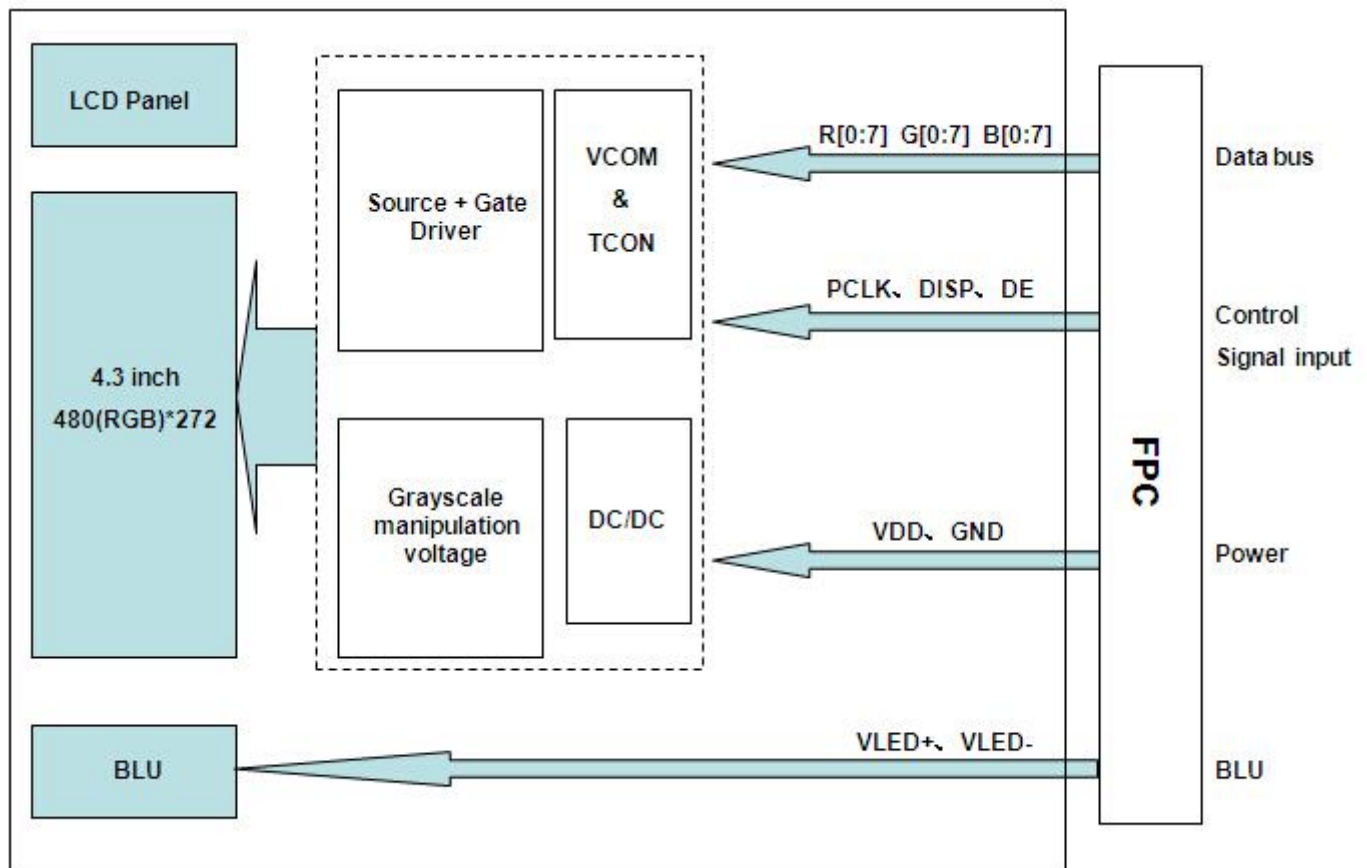 LCD Panel
4.3 inch
480(RGB)*272
BLU
Source + Gate
Driver
VCOM
&
TCON
Grayscale
manipulation
voltage
DC/DC
R[0:7] G[0:7] B[0:7]
PCLK、DISP、DE
VDD、GND
VLED+、VLED-
FPC
Data bus
Control
Signal input
Power
BLU